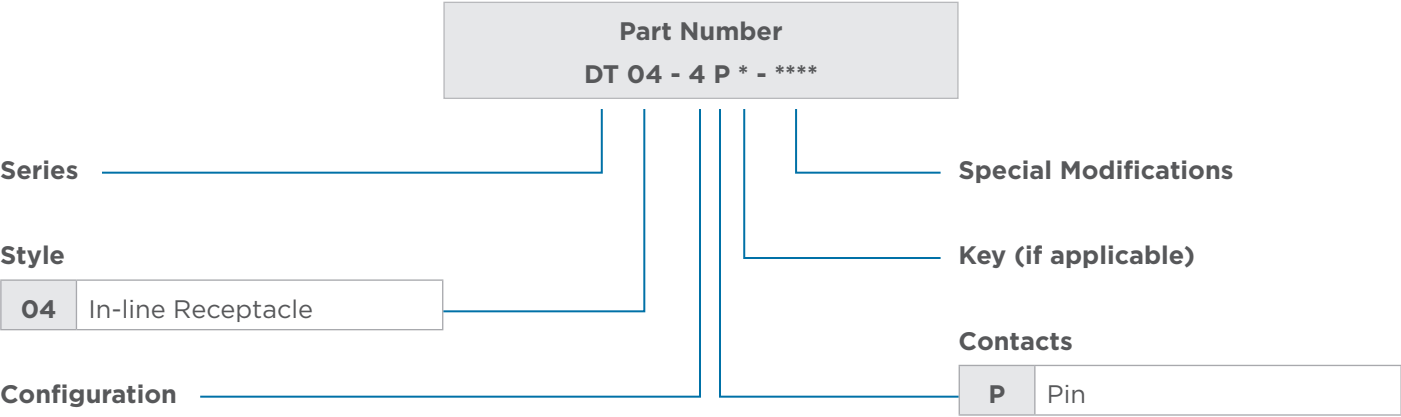 Part Number
DT 04 - 4 P * - ****
Series
Special Modifications
Style
Key (if applicable)
04 In-line Receptacle
Contacts
Configuration
P Pin